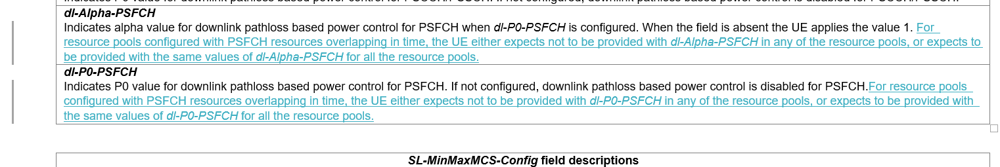 dl-Alpha-PSFCH
Indicates alpha value for downlink pathloss based power control for PSFCH when dl-P0-PSFCH is configured. When the field is absent the UE applies the value 1. For
resource pools configured with PSFCH resources overlapping in time, the UE either expects not to be provided with dl-Alpha-PSFCH in any of the resource pools, or expects to
be provided with the same values of dl-Alpha-PSFCH for all the resource pools.
dl-P0-PSFCH
Indicates P0 value for downlink pathloss based power control for PSFCH. If not configured, downlink pathloss based power control is disabled for PSFCH.For resource pools
configured with PSFCH resources overlapping in time, the UE either expects not to be provided with dl-P0-PSFCH in any of the resource pools, or expects to be provided with
the same values of dl-P0-PSFCH for all the resource pools.
SL-MinMaxMCS-Config field descriptions